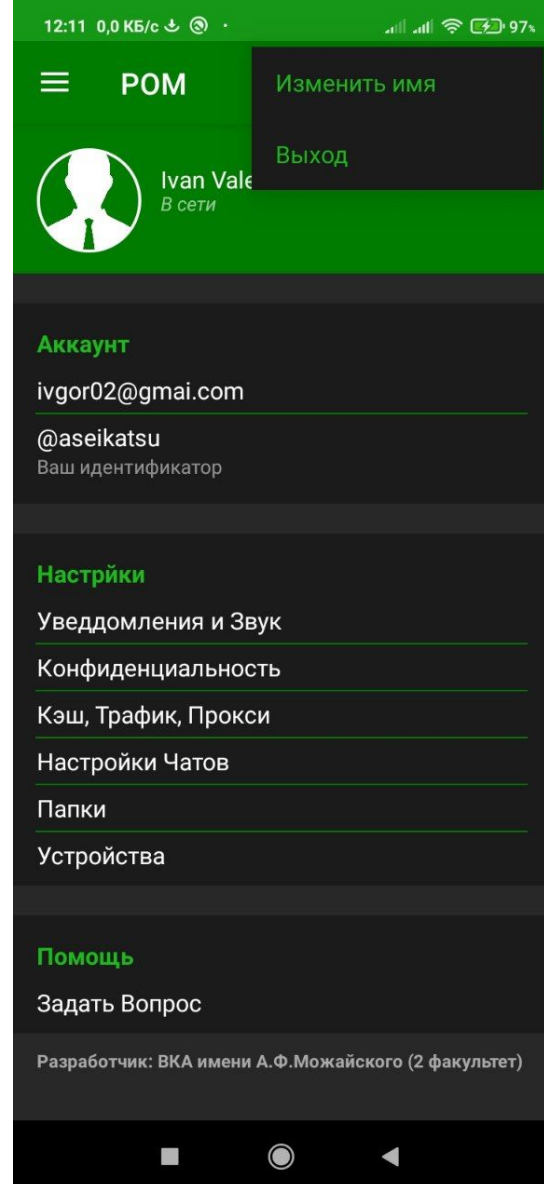 12:11 0,0 КБ/с
97%
РОМ
Изменить имя
Выход
Ivan Vale
В сети
Аккаунт
ivgor02@gmai.com
@aseikatsu
Ваш идентификатор
Настрйки
Уведдомления и Звук
Конфиденциальность
Кэш, Трафик, Прокси
Настройки Чатов
Папки
Устройства
Помощь
Задать Вопрос
Разработчик: ВКА имени А.Ф.Можайского (2 факультет)